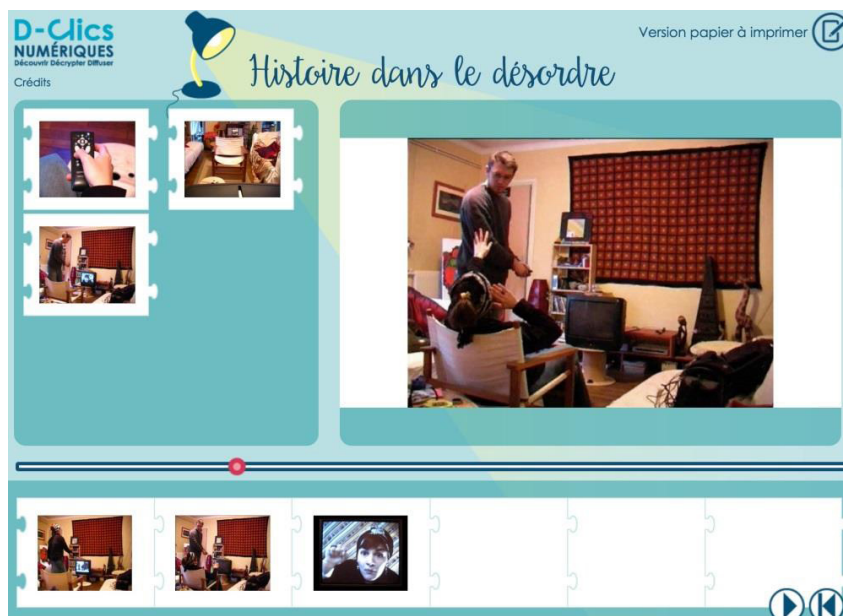 D-Clics
NUMÉRIQUES
Découvrir Décrypter Diffuser
Crédits
Histoire dans le désordre
Version papier à imprimer